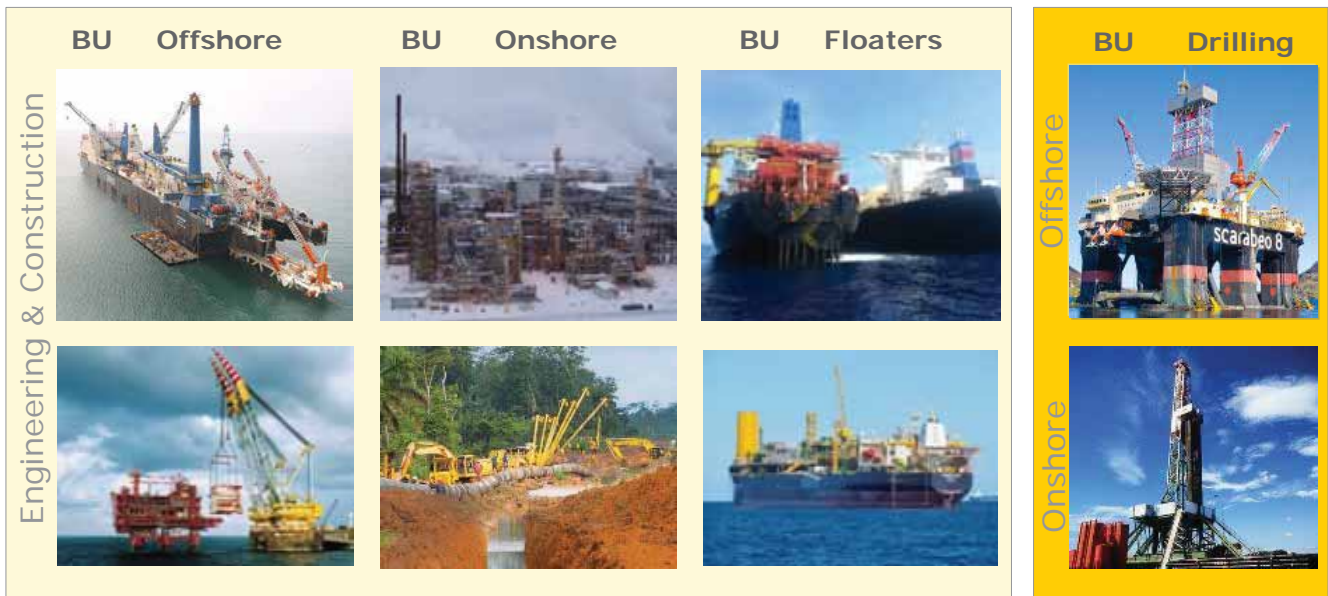 BU Offshore
BU Onshore
BU Floaters
Engineering & Construction
BU Drilling
Offshore
scarabeo 8
Onshore